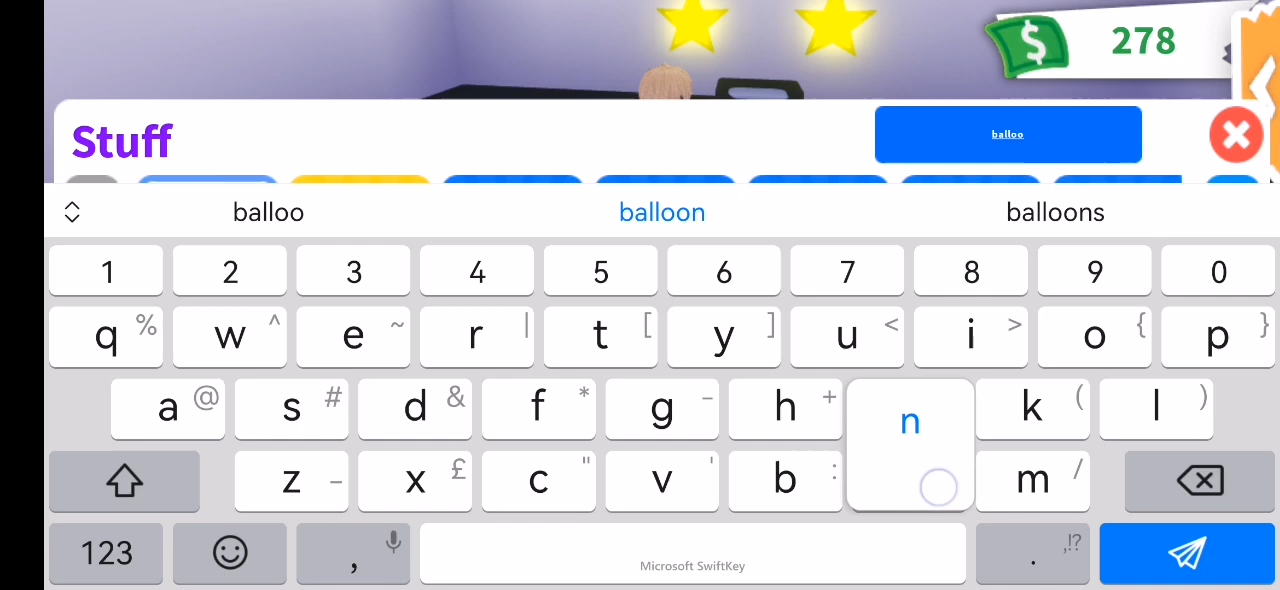 $ 278
Stuff
balloo
balloo balloon balloons
1 2 3 4 5 6 7 8 9 0
q % w ^ e ~ r | t [ y ] u < i > o { p }
a @ s # d & f * g - h + n k ( l )
z _ x £ c " v ' b : m /
123 , Microsoft SwiftKey . ,!?